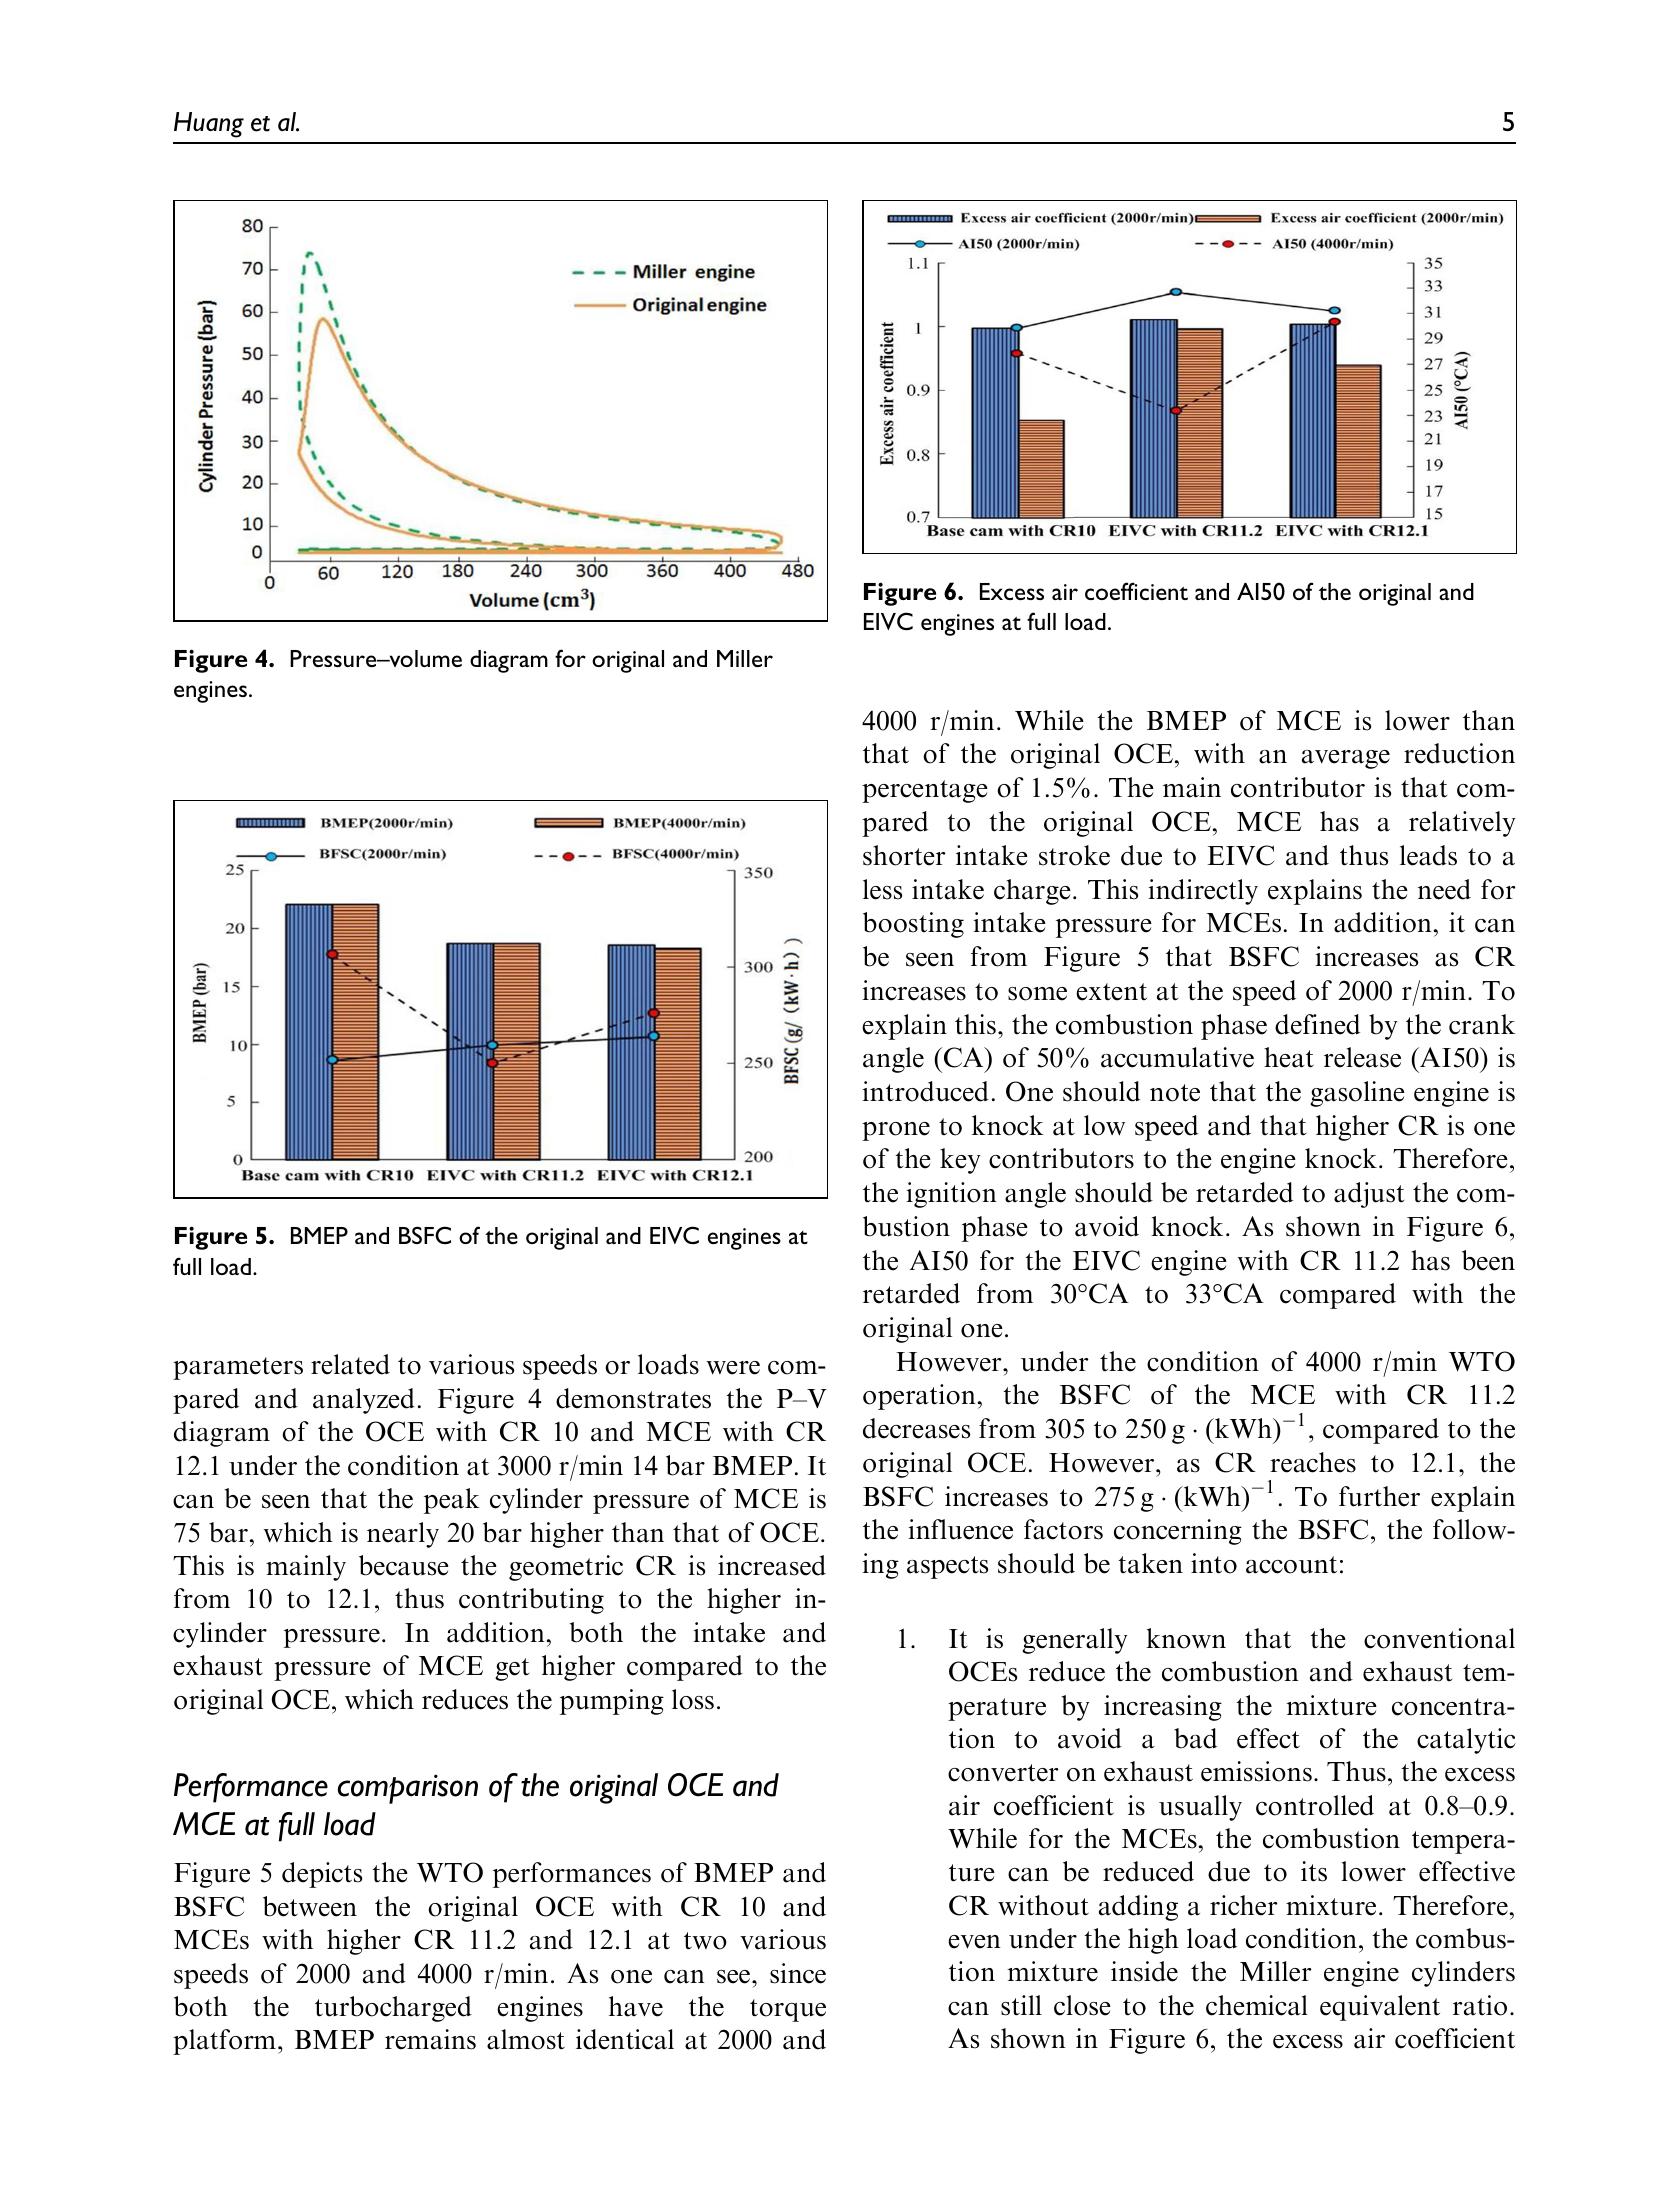 Huang et al.
5
80
70
60
50
40
30
20
10
0
Cylinder Pressure (bar)
Miller engine
Original engine
0
60
120
180
240
300
360
400
480
Volume (cm³)
Figure 4. Pressure–volume diagram for original and Miller
engines.
BMEP(2000r/min)
BMEP(4000r/min)
BFSC(2000r/min)
BFSC(4000r/min)
25
20
15
10
5
0
BMEP (bar)
350
300
250
200
BFSC (g/ (kW·h) )
Base cam with CR10 EIVC with CR11.2 EIVC with CR12.1
Figure 5. BMEP and BSFC of the original and EIVC engines at
full load.
parameters related to various speeds or loads were com-
pared and analyzed. Figure 4 demonstrates the P–V
diagram of the OCE with CR 10 and MCE with CR
12.1 under the condition at 3000 r/min 14 bar BMEP. It
can be seen that the peak cylinder pressure of MCE is
75 bar, which is nearly 20 bar higher than that of OCE.
This is mainly because the geometric CR is increased
from 10 to 12.1, thus contributing to the higher in-
cylinder pressure. In addition, both the intake and
exhaust pressure of MCE get higher compared to the
original OCE, which reduces the pumping loss.
Performance comparison of the original OCE and
MCE at full load
Figure 5 depicts the WTO performances of BMEP and
BSFC between the original OCE with CR 10 and
MCEs with higher CR 11.2 and 12.1 at two various
speeds of 2000 and 4000 r/min. As one can see, since
both the turbocharged engines have the torque
platform, BMEP remains almost identical at 2000 and
Excess air coefficient (2000r/min)
Excess air coefficient (2000r/min)
AI50 (2000r/min)
AI50 (4000r/min)
1.1
1
0.9
0.8
0.7
Excess air coefficient
35
33
31
29
27
25
23
21
19
17
15
AI50 (°CA)
Base cam with CR10 EIVC with CR11.2 EIVC with CR12.1
Figure 6. Excess air coefficient and AI50 of the original and
EIVC engines at full load.
4000 r/min. While the BMEP of MCE is lower than
that of the original OCE, with an average reduction
percentage of 1.5%. The main contributor is that com-
pared to the original OCE, MCE has a relatively
shorter intake stroke due to EIVC and thus leads to a
less intake charge. This indirectly explains the need for
boosting intake pressure for MCEs. In addition, it can
be seen from Figure 5 that BSFC increases as CR
increases to some extent at the speed of 2000 r/min. To
explain this, the combustion phase defined by the crank
angle (CA) of 50% accumulative heat release (AI50) is
introduced. One should note that the gasoline engine is
prone to knock at low speed and that higher CR is one
of the key contributors to the engine knock. Therefore,
the ignition angle should be retarded to adjust the com-
bustion phase to avoid knock. As shown in Figure 6,
the AI50 for the EIVC engine with CR 11.2 has been
retarded from 30°CA to 33°CA compared with the
original one.
However, under the condition of 4000 r/min WTO
operation, the BSFC of the MCE with CR 11.2
decreases from 305 to 250 g · (kWh)⁻¹, compared to the
original OCE. However, as CR reaches to 12.1, the
BSFC increases to 275 g · (kWh)⁻¹. To further explain
the influence factors concerning the BSFC, the follow-
ing aspects should be taken into account:
1. It is generally known that the conventional
OCEs reduce the combustion and exhaust tem-
perature by increasing the mixture concentra-
tion to avoid a bad effect of the catalytic
converter on exhaust emissions. Thus, the excess
air coefficient is usually controlled at 0.8–0.9.
While for the MCEs, the combustion tempera-
ture can be reduced due to its lower effective
CR without adding a richer mixture. Therefore,
even under the high load condition, the combus-
tion mixture inside the Miller engine cylinders
can still close to the chemical equivalent ratio.
As shown in Figure 6, the excess air coefficient